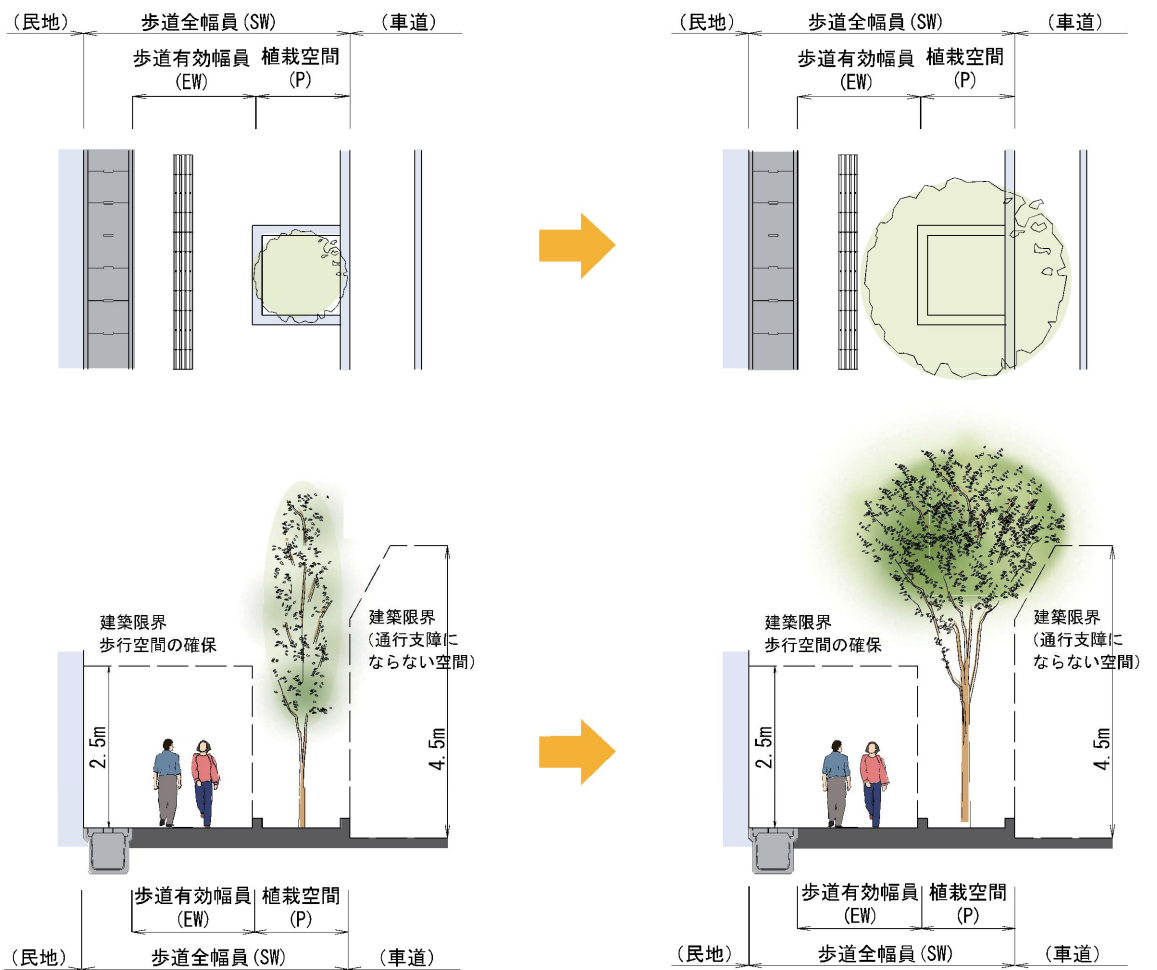 (民地)
歩道全幅員(SW)
(車道)
歩道有効幅員
(EW)
植栽空間
(P)
(民地)
歩道全幅員(SW)
(車道)
歩道有効幅員
(EW)
植栽空間
(P)
建築限界
歩行空間の確保
建築限界
(通行支障に
ならない空間)
2.5m
4.5m
建築限界
歩行空間の確保
建築限界
(通行支障に
ならない空間)
2.5m
4.5m
歩道有効幅員
(EW)
植栽空間
(P)
(民地)
歩道全幅員(SW)
(車道)
歩道有効幅員
(EW)
植栽空間
(P)
(民地)
歩道全幅員(SW)
(車道)